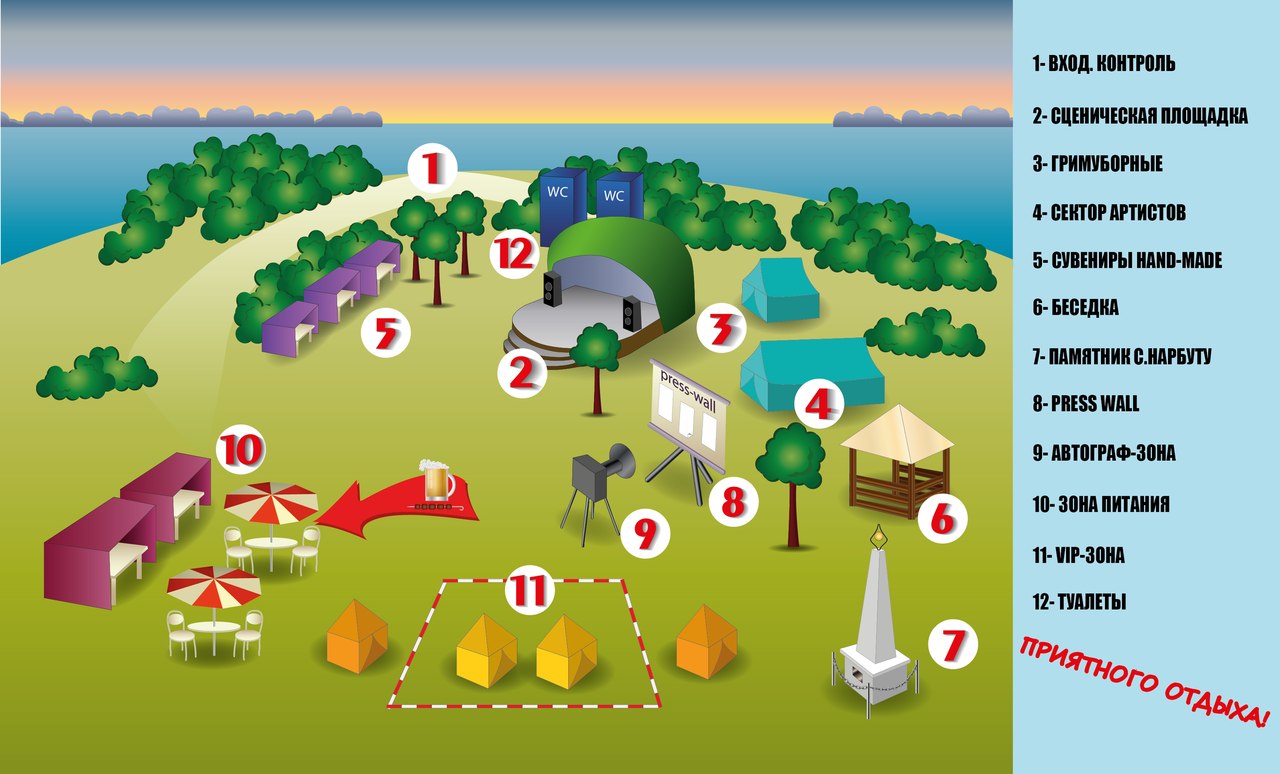 1
WC
WC
12
5
2
3
press-wall
4
10
8
6
9
11
7
1- ВХОД. КОНТРОЛЬ
2- СЦЕНИЧЕСКАЯ ПЛОЩАДКА
3- ГРИМУБОРНЫЕ
4- СЕКТОР АРТИСТОВ
5- СУВЕНИРЫ HAND-MADE
6- БЕСЕДКА
7- ПАМЯТНИК С.НАРБУТУ
8- PRESS WALL
9- АВТОГРАФ-ЗОНА
10- ЗОНА ПИТАНИЯ
11- VIP-ЗОНА
12- ТУАЛЕТЫ
ПРИЯТНОГО ОТДЫХА!